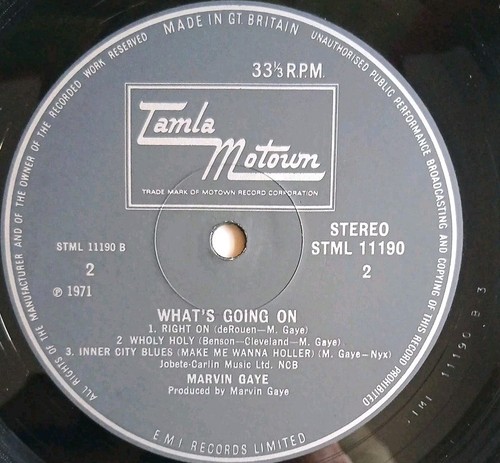 MADE IN GT. BRITAIN
UNAUTHORISED PUBLIC PERFORMANCE BROADCASTING AND COPYING OF THIS RECORD PROHIBITED
ALL RIGHTS OF THE MANUFACTURER AND OF THE OWNER OF THE RECORDED WORK RESERVED
33⅓ R.P.M.
Tamla
Motown
TRADE MARK OF MOTOWN RECORD CORPORATION
STEREO
STML 11190 B
STML 11190
2
2
℗ 1971
WHAT'S GOING ON
1. RIGHT ON (deRouen—M. Gaye)
2 WHOLY HOLY (Benson—Cleveland—M. Gaye)
3. INNER CITY BLUES (MAKE ME WANNA HOLLER) (M. Gaye—Nyx)
Jobete-Carlin Music Ltd. NCB
MARVIN GAYE
Produced by Marvin Gaye
E.M.I. RECORDS LIMITED
11190 B 3